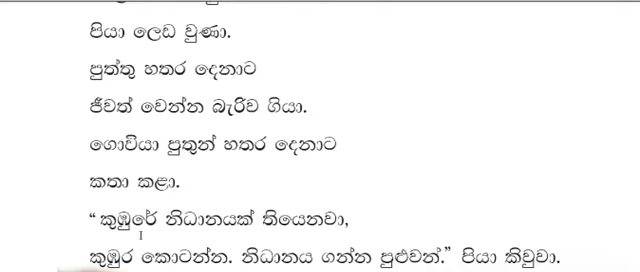 පියා ලෙඩ වුණා.
පුත්තු හතර දෙනාට
ජීවත් වෙන්න බැරිව ගියා.
ගොවියා පුතුන් හතර දෙනාට
කතා කළා.
“කුඹුරේ නිධානයක් තියෙනවා,
කුඹුර කොටන්න. නිධානය ගන්න පුළුවන්.” පියා කිවුවා.